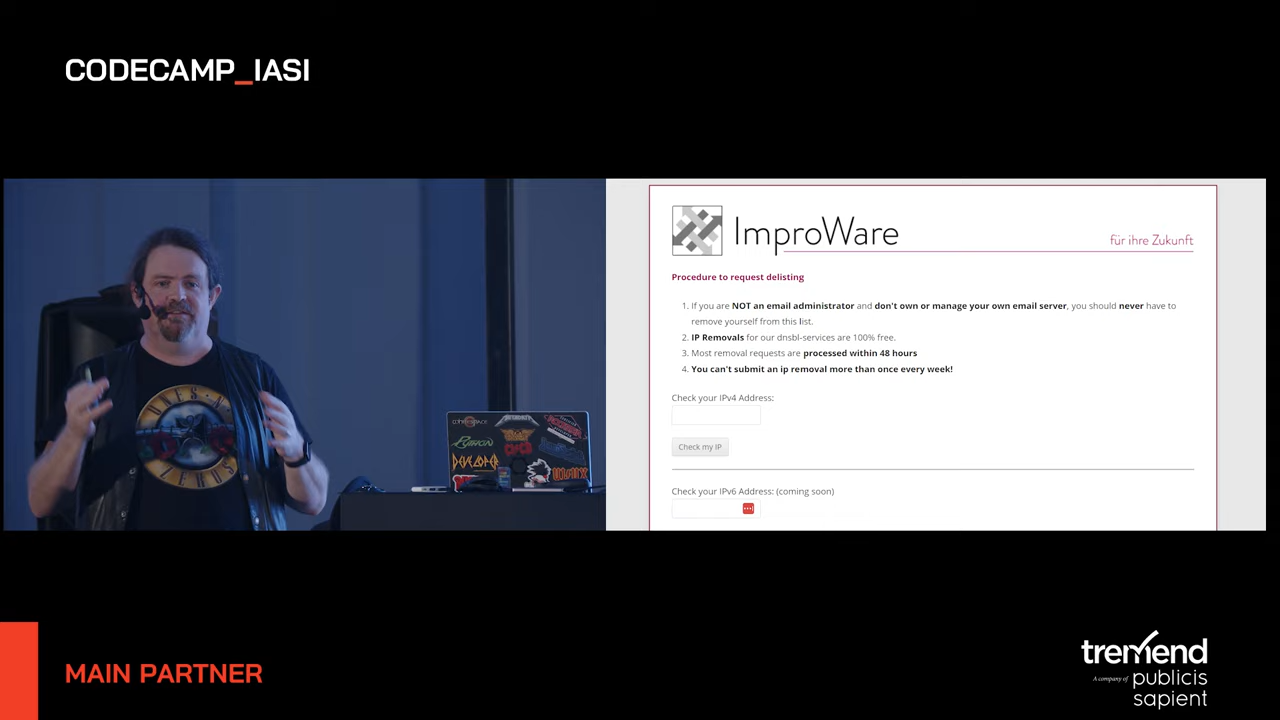 CODECAMP_IASI
ImproWare
für ihre Zukunft
Procedure to request delisting
1. If you are NOT an email administrator and don't own or manage your own email server, you should never have to
remove yourself from this list.
2. IP Removals for our dnsbl-services are 100% free.
3. Most removal requests are processed within 48 hours
4. You can't submit an ip removal more than once every week!
Check your IPv4 Address:
Check my IP
Check your IPv6 Address: (coming soon)
ZEROES
PYTHON
DEVELOPER
MAIN PARTNER
tremend
A company of publicis
sapient